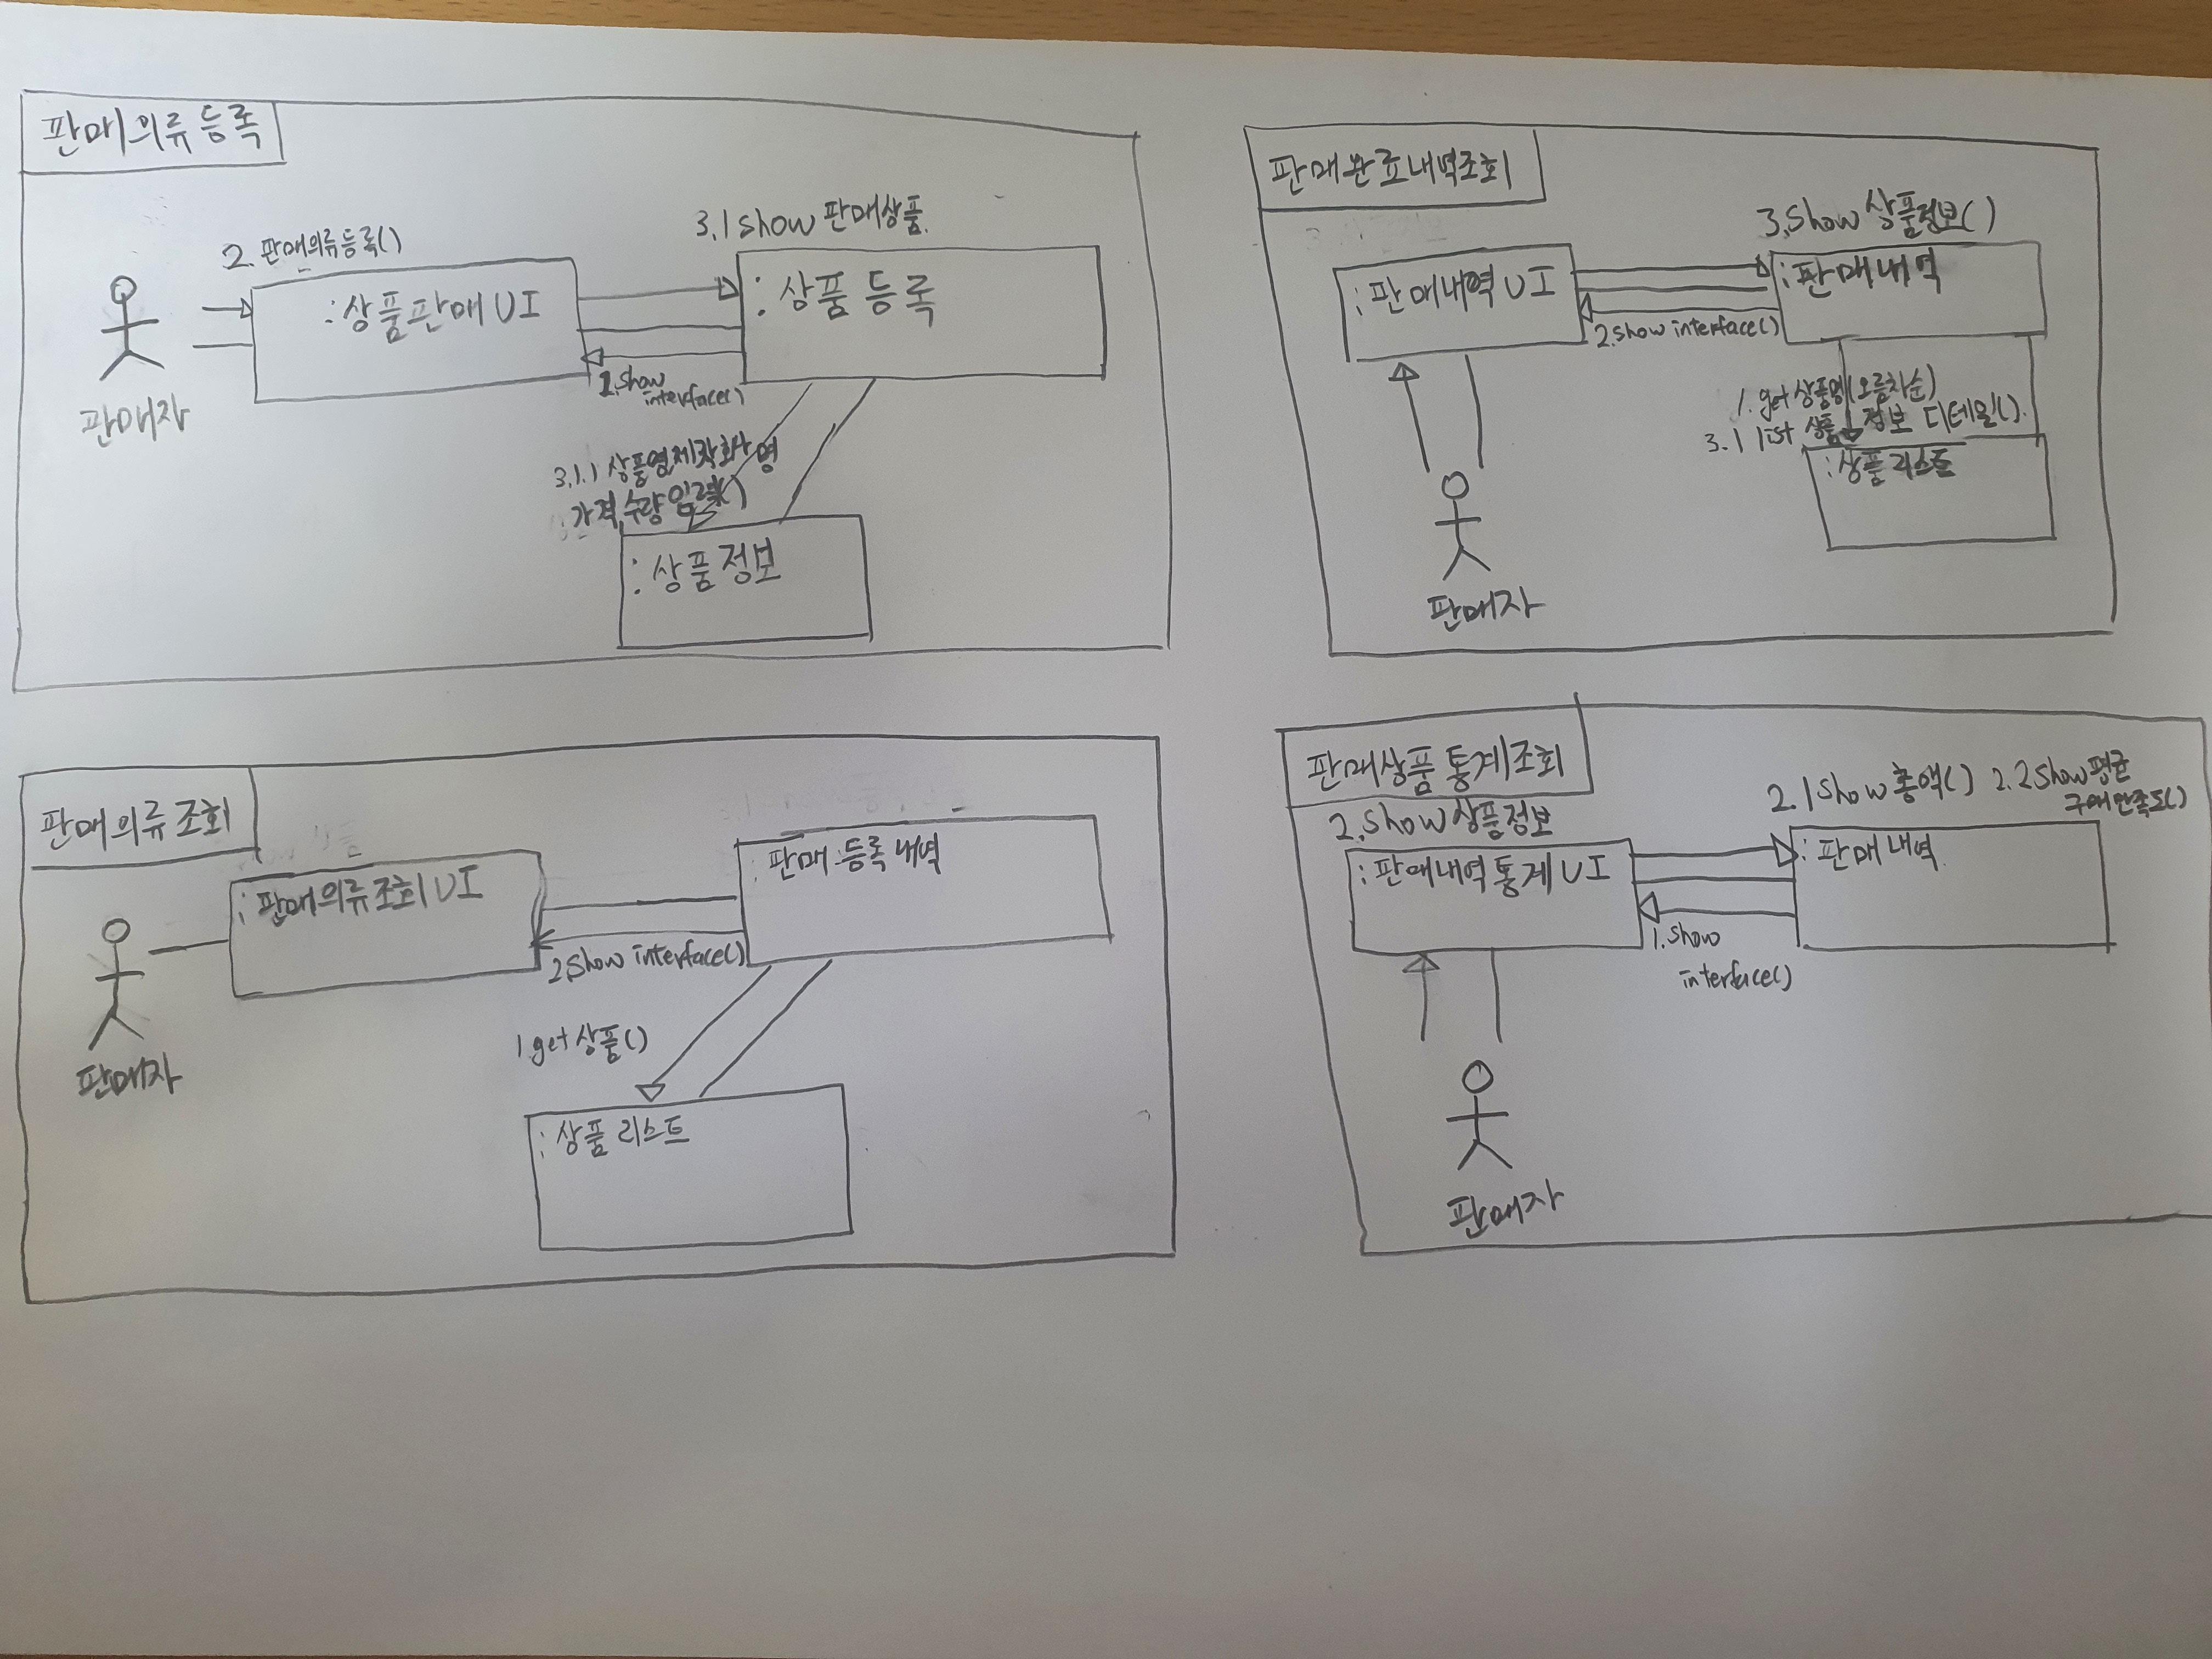 판매의류등록
2. 판매의류등록()
3.1 show 판매상품
:상품판매 UI
:상품 등록
1.show
interface()
판매자
3.1.1 상품명,제작회사명
가격,수량 입력()
:상품정보
판매완료내역조회
3.show 상품정보()
:판매내역 UI
:판매내역
2.show interface()
1. get 상품명(오름차순)
3.1 list 상품 정보 디테일().
:상품리스트
판매자
판매의류조회
:판매의류조회 UI
:판매 등록 내역
2.show interface()
판매자
1.get 상품()
:상품 리스트
판매상품 통계조회
2.show 상품정보
2.1 show 총액() 2.2 show 평균
구매만족도()
:판매내역통계 UI
:판매내역
1.show
interface()
판매자